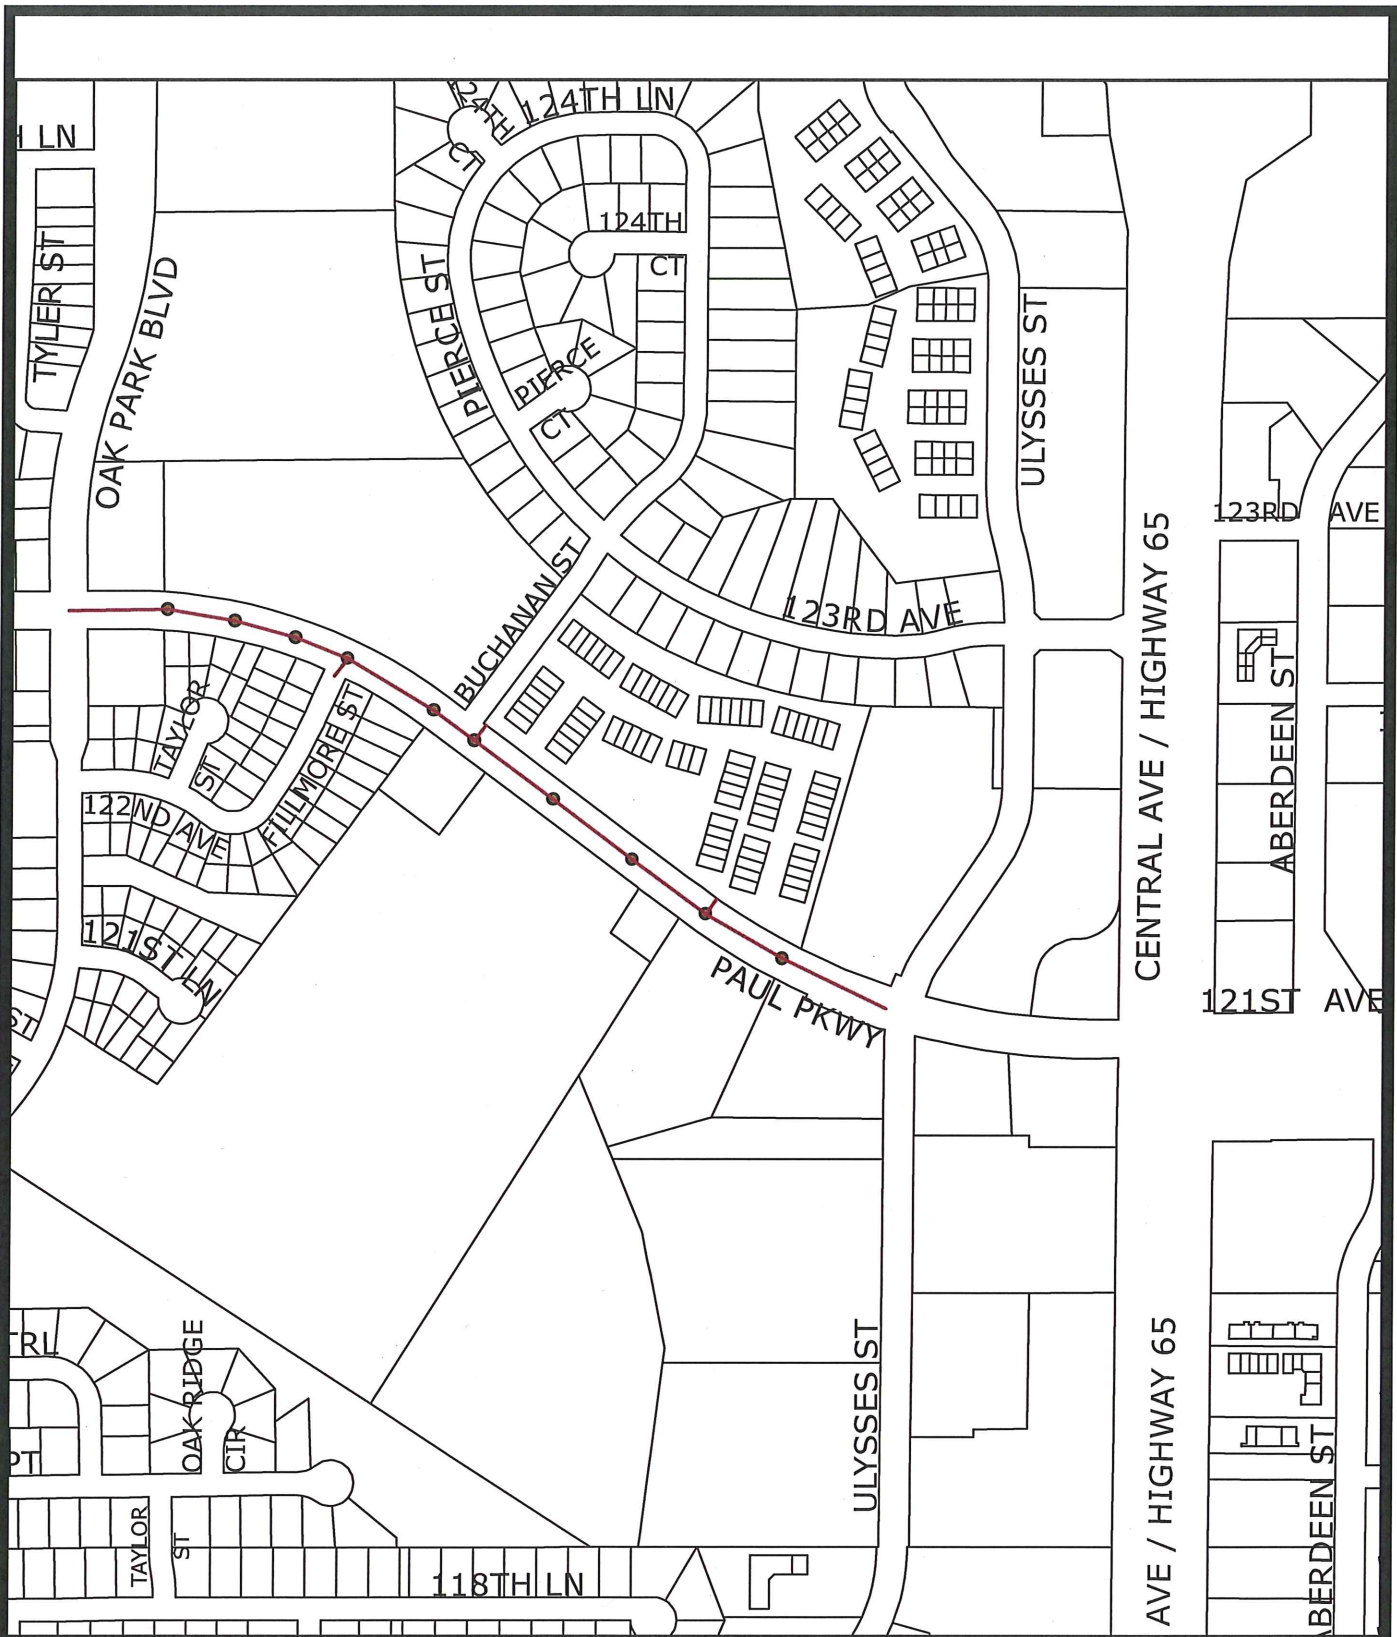 124TH
CT
124TH LN
H LN
124TH
CT
TYLER ST
OAK PARK BLVD
PIERCE ST
PIERCE
CT
ULYSSES ST
123RD AVE
BUCHANAN ST
123RD AVE
CENTRAL AVE / HIGHWAY 65
ABERDEEN ST
TAYLOR
ST
FILLMORE ST
122ND AVE
121ST LN
PAUL PKWY
121ST AVE
ST
TRL
OAK RIDGE
CIR
PT
ULYSSES ST
AVE / HIGHWAY 65
ABERDEEN ST
TAYLOR
ST
118TH LN